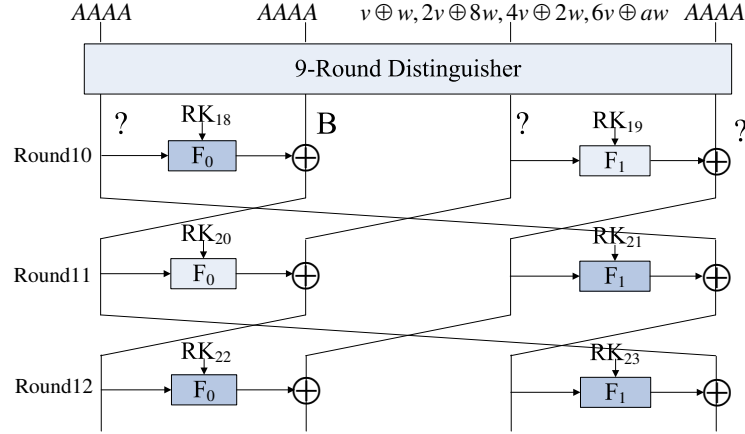 AAAA AAAA v ⊕ w, 2v ⊕ 8w, 4v ⊕ 2w, 6v ⊕ aw AAAA
9-Round Distinguisher
? RK₁₈ B ? RK₁₉ ?
Round10 F₀ F₁
RK₂₀ RK₂₁
Round11 F₀ F₁
RK₂₂ RK₂₃
Round12 F₀ F₁